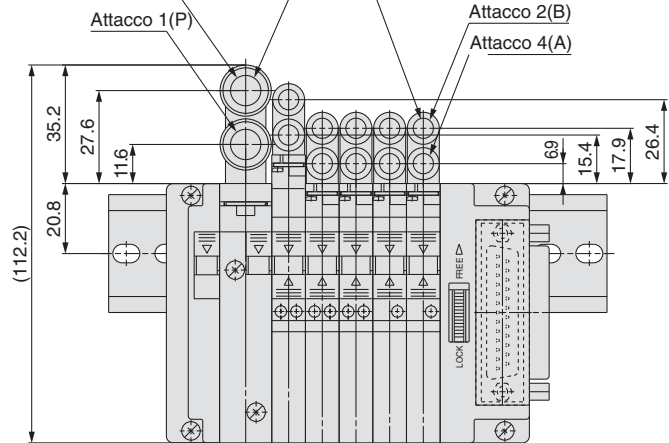 Attacco 1(P)
Attacco 2(B)
Attacco 4(A)
(112.2)
35.2
27.6
11.6
20.8
6.9
15.4
17.9
26.4
FREE
LOCK